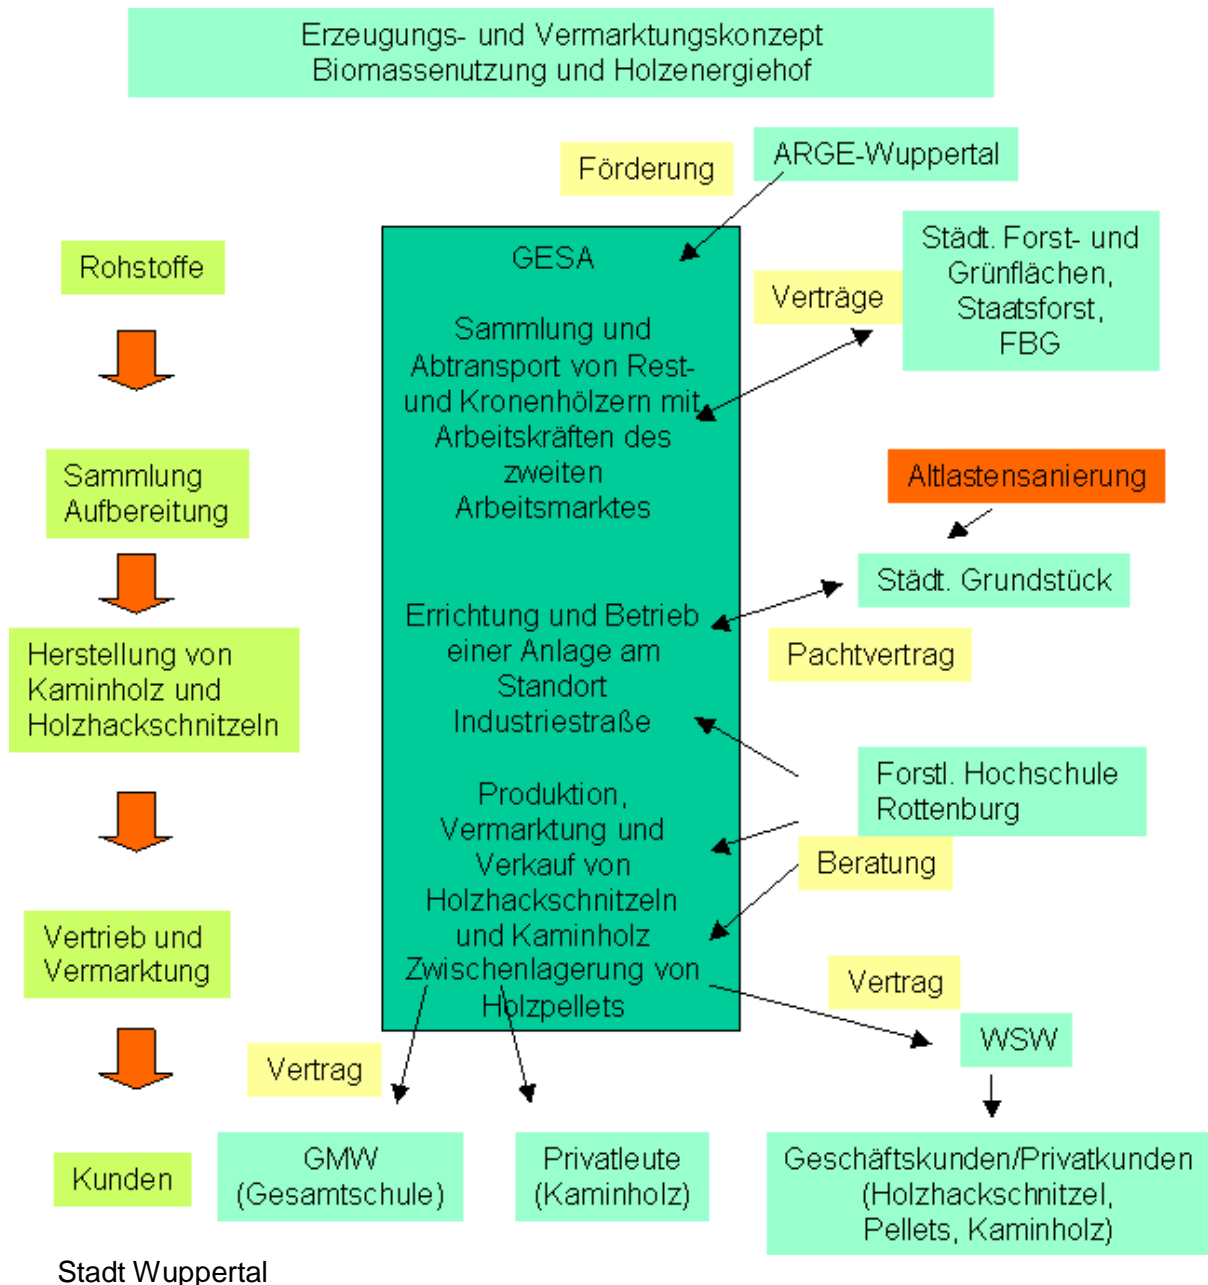 Erzeugungs- und Vermarktungskonzept
Biomassenutzung und Holzenergiehof
ARGE-Wuppertal
Förderung
Rohstoffe
GESA
Städt. Forst- und
Grünflächen,
Staatsforst,
FBG
Verträge
Sammlung und
Abtransport von Rest-
und Kronenhölzern mit
Arbeitskräften des
zweiten
Arbeitsmarktes
Sammlung
Aufbereitung
Altlastensanierung
Städt. Grundstück
Pachtvertrag
Errichtung und Betrieb
einer Anlage am
Standort
Industriestraße
Herstellung von
Kaminholz und
Holzhackschnitzeln
Forstl. Hochschule
Rottenburg
Beratung
Produktion,
Vermarktung und
Verkauf von
Holzhackschnitzeln
und Kaminholz
Zwischenlagerung von
Holzpellets
Vertrieb und
Vermarktung
Vertrag
WSW
Vertrag
Kunden
GMW
(Gesamtschule)
Privatleute
(Kaminholz)
Geschäftskunden/Privatkunden
(Holzhackschnitzel,
Pellets, Kaminholz)
Stadt Wuppertal